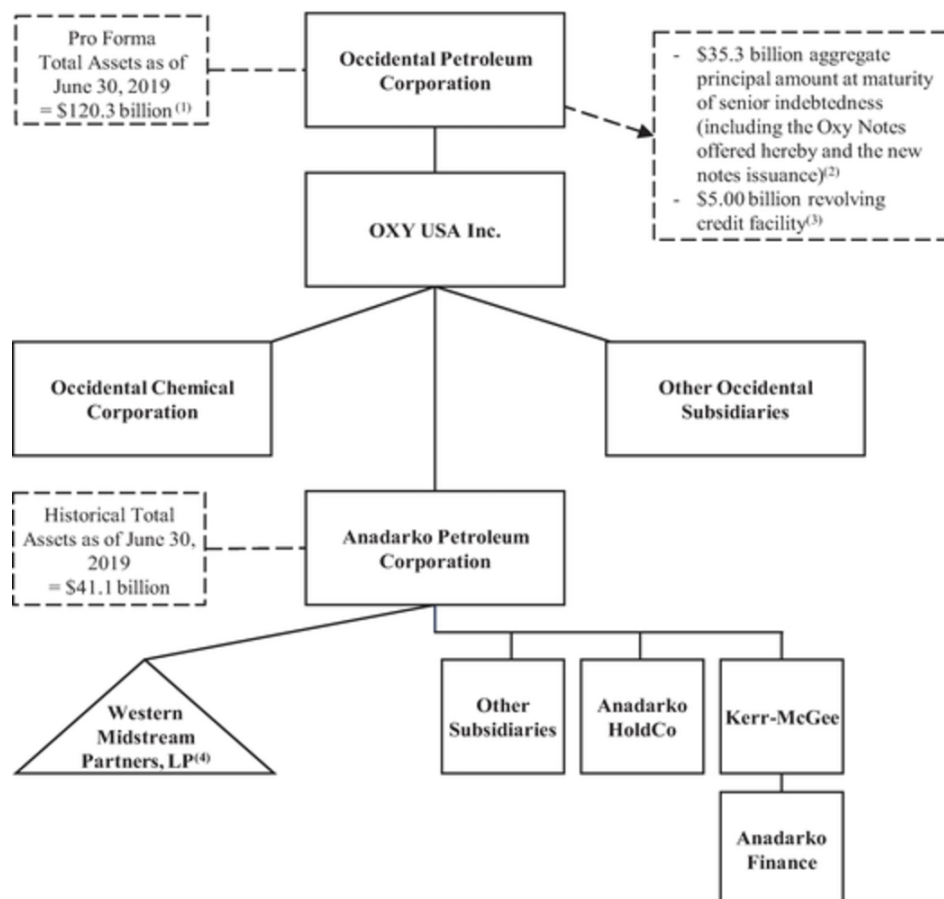 Pro Forma
Total Assets as of
June 30, 2019
= $120.3 billion (1)
Occidental Petroleum
Corporation
- $35.3 billion aggregate
principal amount at maturity
of senior indebtedness
(including the Oxy Notes
offered hereby and the new
notes issuance)(2)
- $5.00 billion revolving
credit facility(3)
OXY USA Inc.
Occidental Chemical
Corporation
Other Occidental
Subsidiaries
Historical Total
Assets as of June 30,
2019
= $41.1 billion
Anadarko Petroleum
Corporation
Western
Midstream
Partners, LP(4)
Other
Subsidiaries
Anadarko
HoldCo
Kerr-McGee
Anadarko
Finance